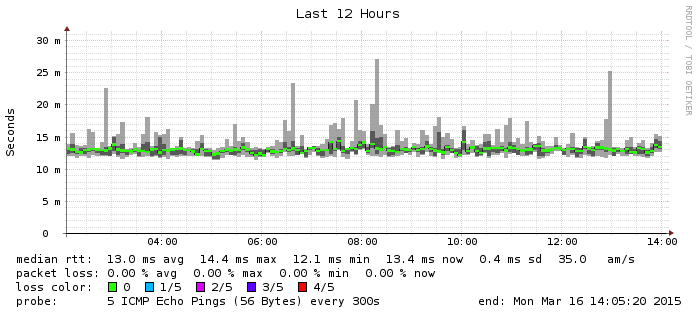 Last 12 Hours
RRDTOOL / TOBI OETIKER
Seconds
30 m
25 m
20 m
15 m
10 m
5 m
0
04:00 06:00 08:00 10:00 12:00 14:00
median rtt: 13.0 ms avg 14.4 ms max 12.1 ms min 13.4 ms now 0.4 ms sd 35.0 am/s
packet loss: 0.00 % avg 0.00 % max 0.00 % min 0.00 % now
loss color: 0 1/5 2/5 3/5 4/5
probe: 5 ICMP Echo Pings (56 Bytes) every 300s end: Mon Mar 16 14:05:20 2015